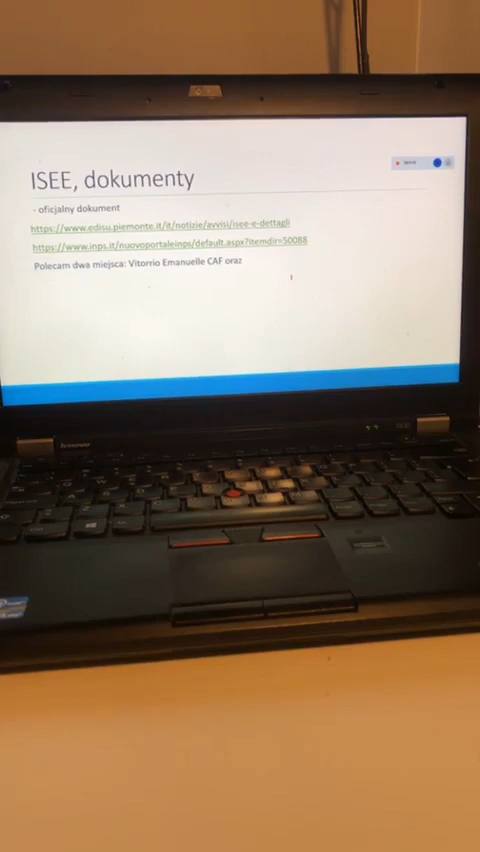 ISEE, dokumenty
- oficjalny dokument
https://www.edisu.piemonte.it/it/notizie/avvisi/isee-e-dettagli
https://www.inps.it/nuovoportaleinps/default.aspx?itemdir=50088
Polecam dwa miejsca: Vitorrio Emanuelle CAF oraz
lenovo